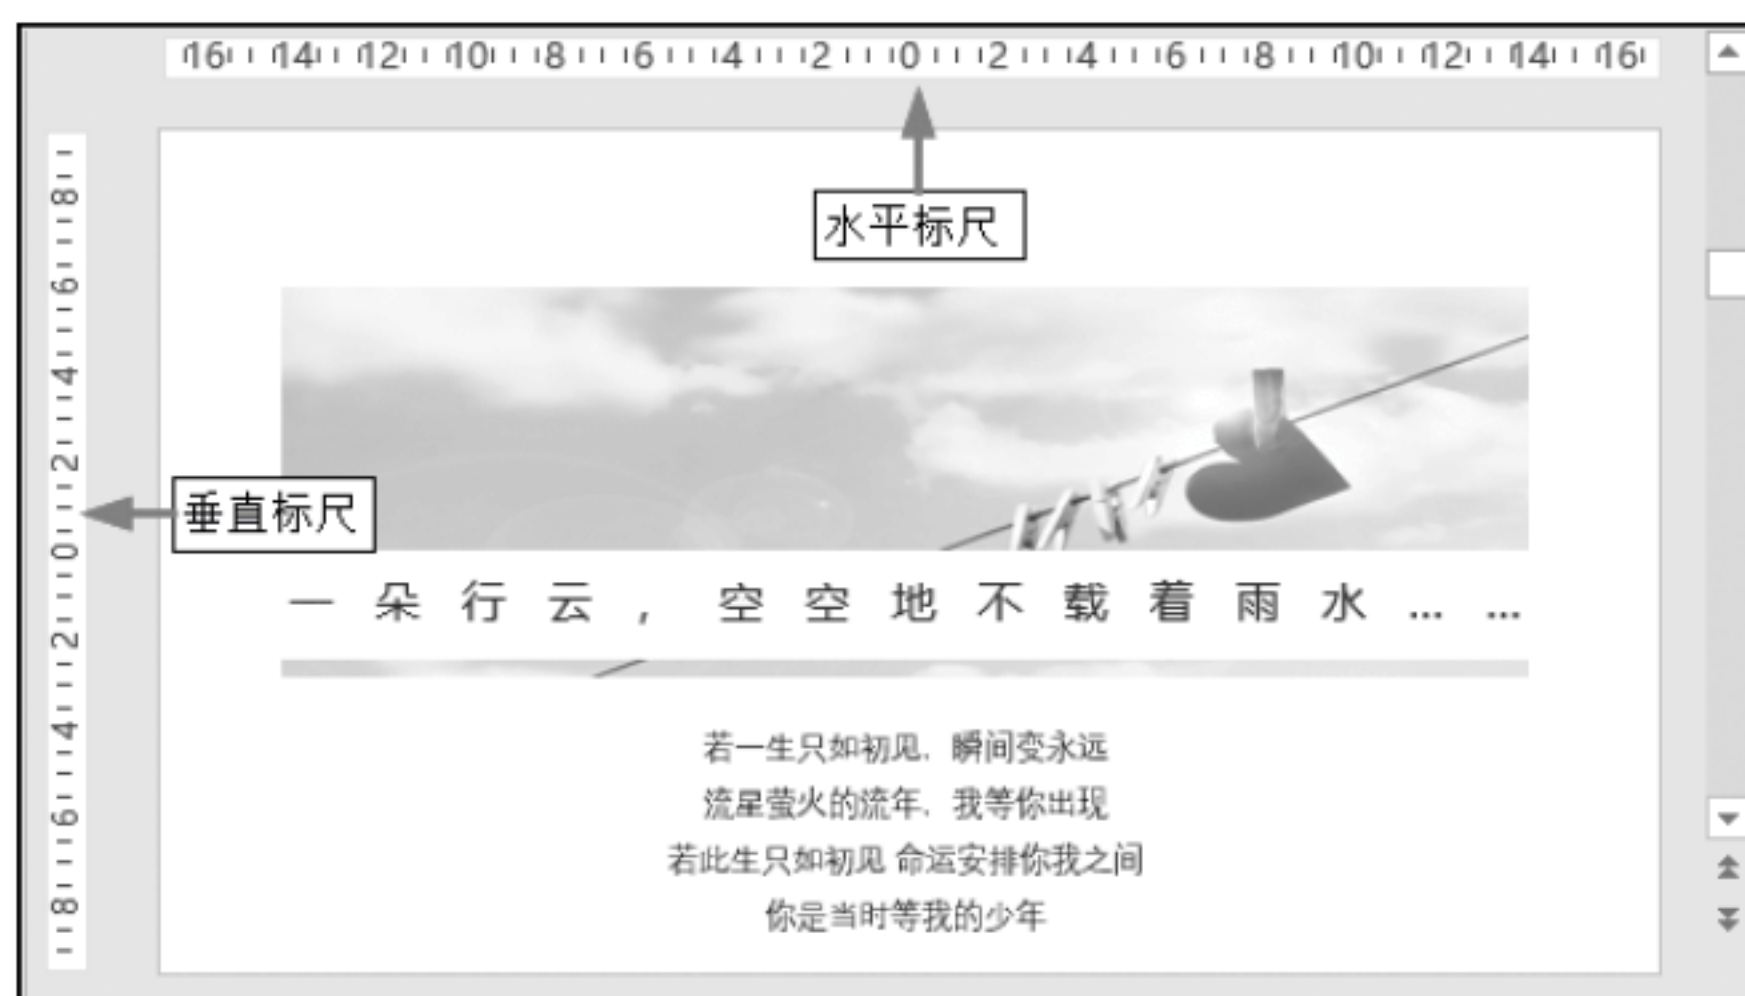 16 14 12 10 8 6 4 2 0 2 4 6 8 10 12 14 16
水平标尺
8 6 4 2 0 2 4 6 8
垂直标尺
一朵行云，空空地不载着雨水… …
若一生只如初见，瞬间变永远
流星萤火的流年，我等你出现
若此生只如初见 命运安排你我之间
你是当时等我的少年